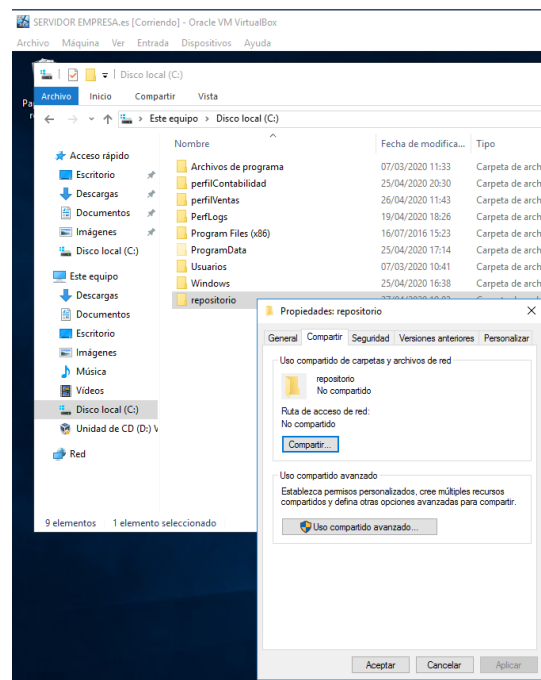 SERVIDOR EMPRESA.es [Corriendo] - Oracle VM VirtualBox
Archivo Máquina Ver Entrada Dispositivos Ayuda
Disco local (C:)
Archivo Inicio Compartir Vista
Este equipo > Disco local (C:)
Nombre Fecha de modifica... Tipo
Acceso rápido
Escritorio
Descargas
Documentos
Imágenes
Disco local (C:)
Este equipo
Descargas
Documentos
Escritorio
Imágenes
Música
Vídeos
Disco local (C:)
Unidad de CD (D:) V
Red
Archivos de programa 07/03/2020 11:33 Carpeta de arch
perfilContabilidad 25/04/2020 20:30 Carpeta de arch
perfilVentas 26/04/2020 11:43 Carpeta de arch
PerfLogs 19/04/2020 18:26 Carpeta de arch
Program Files (x86) 16/07/2016 15:23 Carpeta de arch
ProgramData 25/04/2020 17:14 Carpeta de arch
Usuarios 07/03/2020 10:41 Carpeta de arch
Windows 25/04/2020 16:38 Carpeta de arch
repositorio
9 elementos 1 elemento seleccionado
Propiedades: repositorio
General Compartir Seguridad Versiones anteriores Personalizar
Uso compartido de carpetas y archivos de red
repositorio
No compartido
Ruta de acceso de red:
No compartido
Compartir...
Uso compartido avanzado
Establezca permisos personalizados, cree múltiples recursos
compartidos y defina otras opciones avanzadas para compartir.
Uso compartido avanzado...
Aceptar Cancelar Aplicar